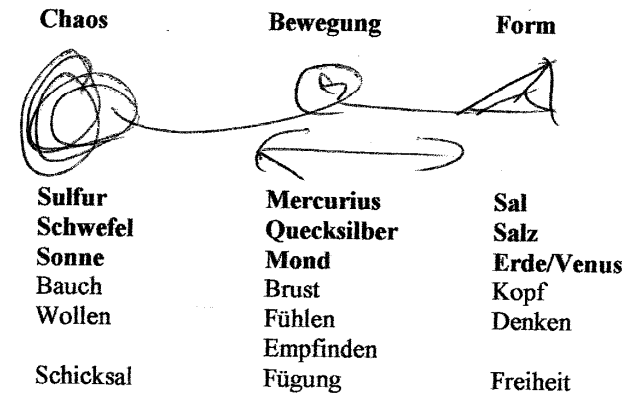 Chaos Bewegung Form
Sulfur Mercurius Sal
Schwefel Quecksilber Salz
Sonne Mond Erde/Venus
Bauch Brust Kopf
Wollen Fühlen Denken
Empfinden
Schicksal Fügung Freiheit